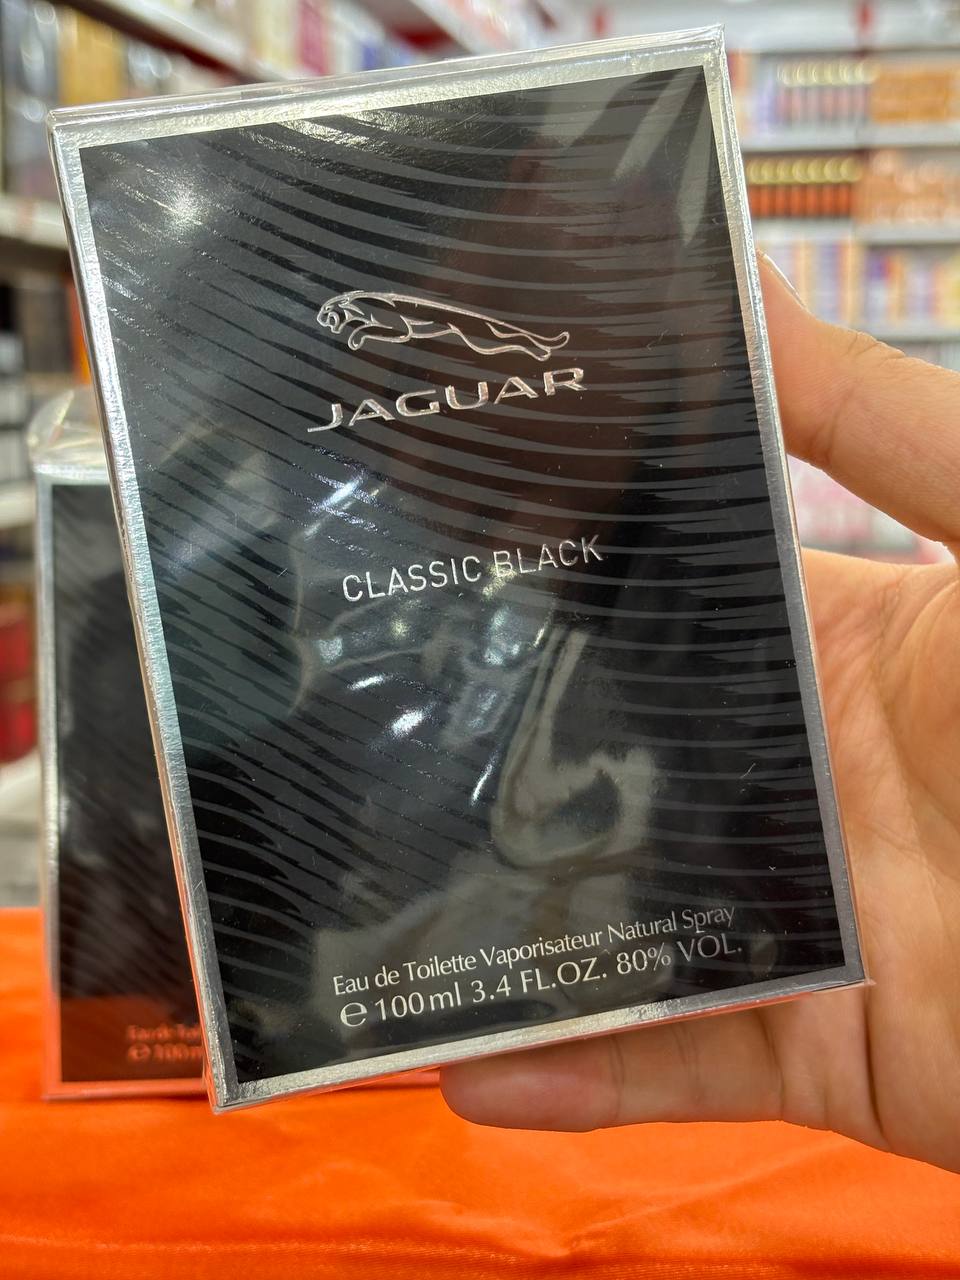 JAGUAR
CLASSIC BLACK
Eau de Toilette Vaporisateur Natural Spray
℮ 100 ml 3.4 FL.OZ. 80% VOL.